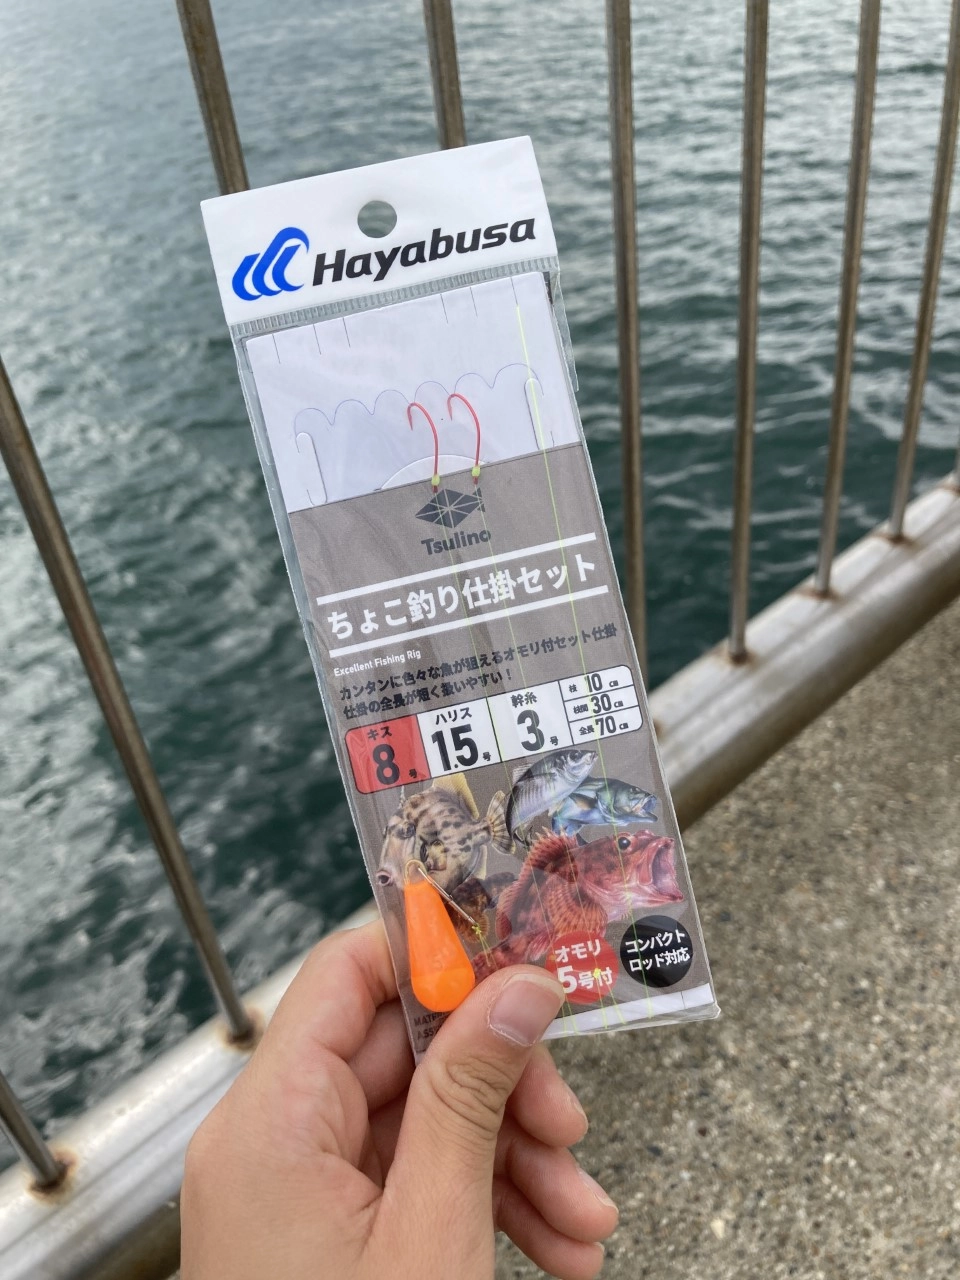 Hayabusa
Tsulino
ちょこ釣り仕掛セット
Excellent Fishing Rig
カンタンに色々な魚が狙えるオモリ付セット仕掛
仕掛の全長が短く扱いやすい!
キス 8号
ハリス 1.5号
幹糸 3号
枝 10cm
枝間 30cm
全長 70cm
オモリ
5号付
コンパクト
ロッド対応